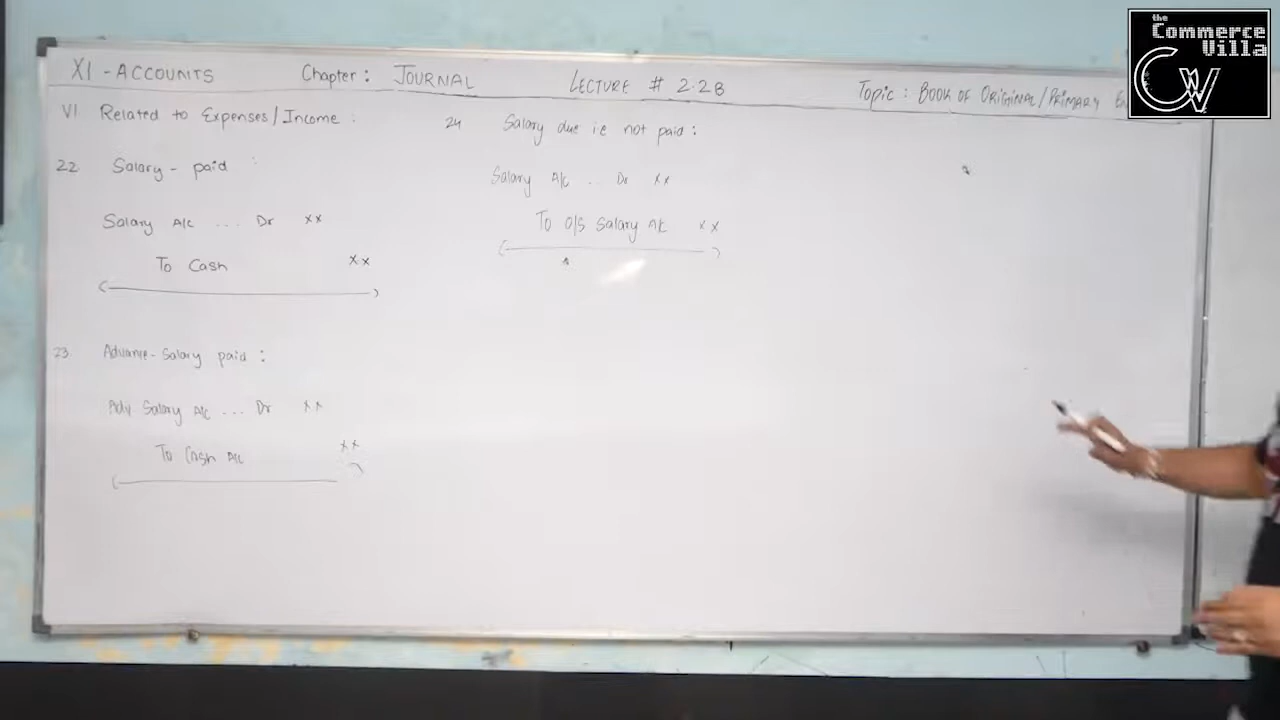 the
Commerce
Villa
CW
XI - ACCOUNTS Chapter : JOURNAL LECTURE # 2.28 Topic : BOOK OF ORIGINAL/PRIMARY
VI Related to Expenses/Income :
22 Salary - paid :
Salary A/c ... Dr xx
To Cash xx
23 Advance - Salary paid :
Adv Salary A/c ... Dr xx
To Cash A/c xx
24 Salary due i.e not paid :
Salary A/c ... Dr xx
To O/S Salary A/c xx